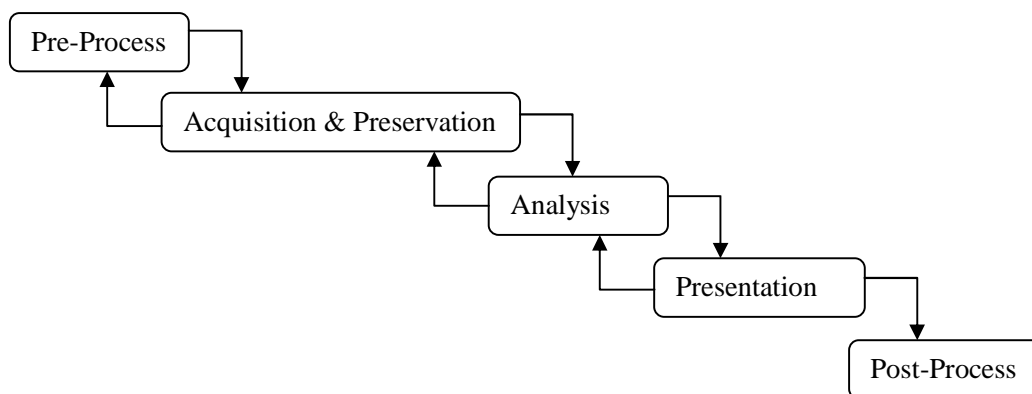 Pre-Process
Acquisition & Preservation
Analysis
Presentation
Post-Process